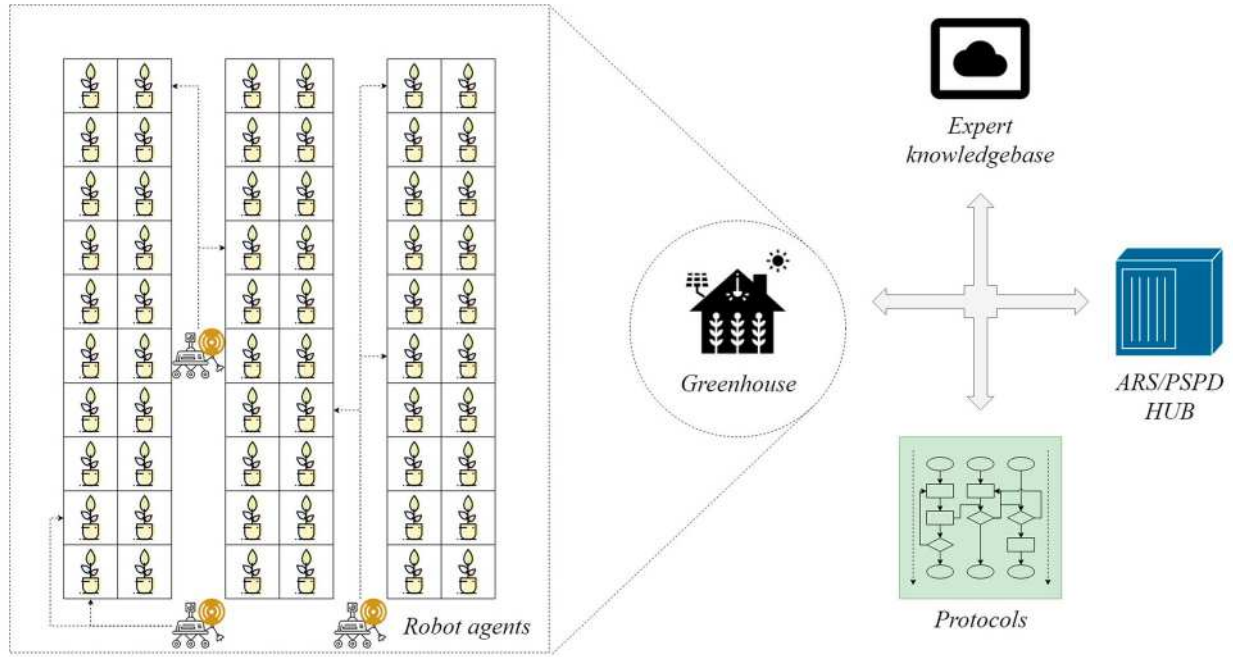 Expert
knowledgebase
Greenhouse
ARS/PSPD
HUB
Robot agents
Protocols